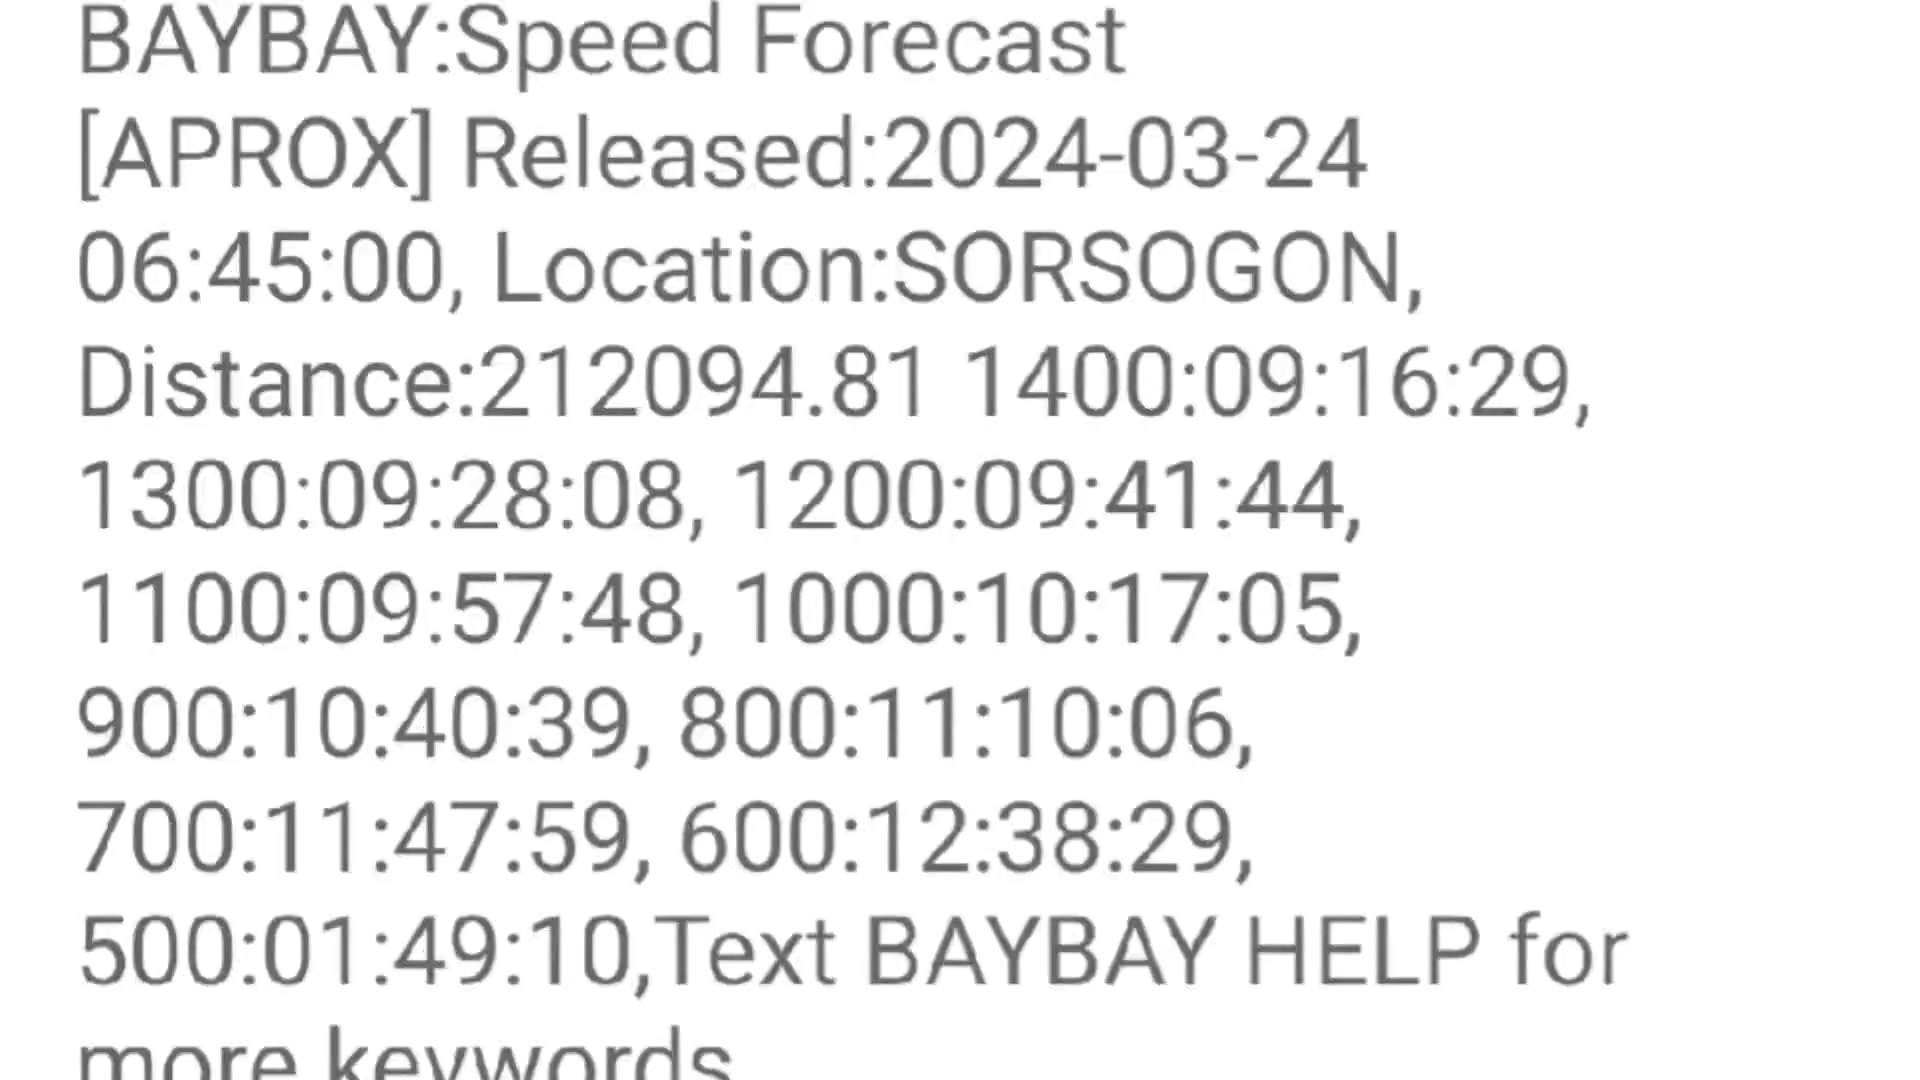 BAYBAY:Speed Forecast
[APROX] Released:2024-03-24
06:45:00, Location:SORSOGON,
Distance:212094.81 1400:09:16:29,
1300:09:28:08, 1200:09:41:44,
1100:09:57:48, 1000:10:17:05,
900:10:40:39, 800:11:10:06,
700:11:47:59, 600:12:38:29,
500:01:49:10,Text BAYBAY HELP for
more keywords